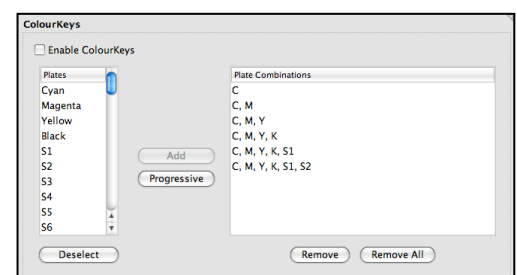 ColourKeys
Enable ColourKeys
Plates
Cyan
Magenta
Yellow
Black
S1
S2
S3
S4
S5
S6
Deselect
Add
Progressive
Plate Combinations
C
C, M
C, M, Y
C, M, Y, K
C, M, Y, K, S1
C, M, Y, K, S1, S2
Remove
Remove All